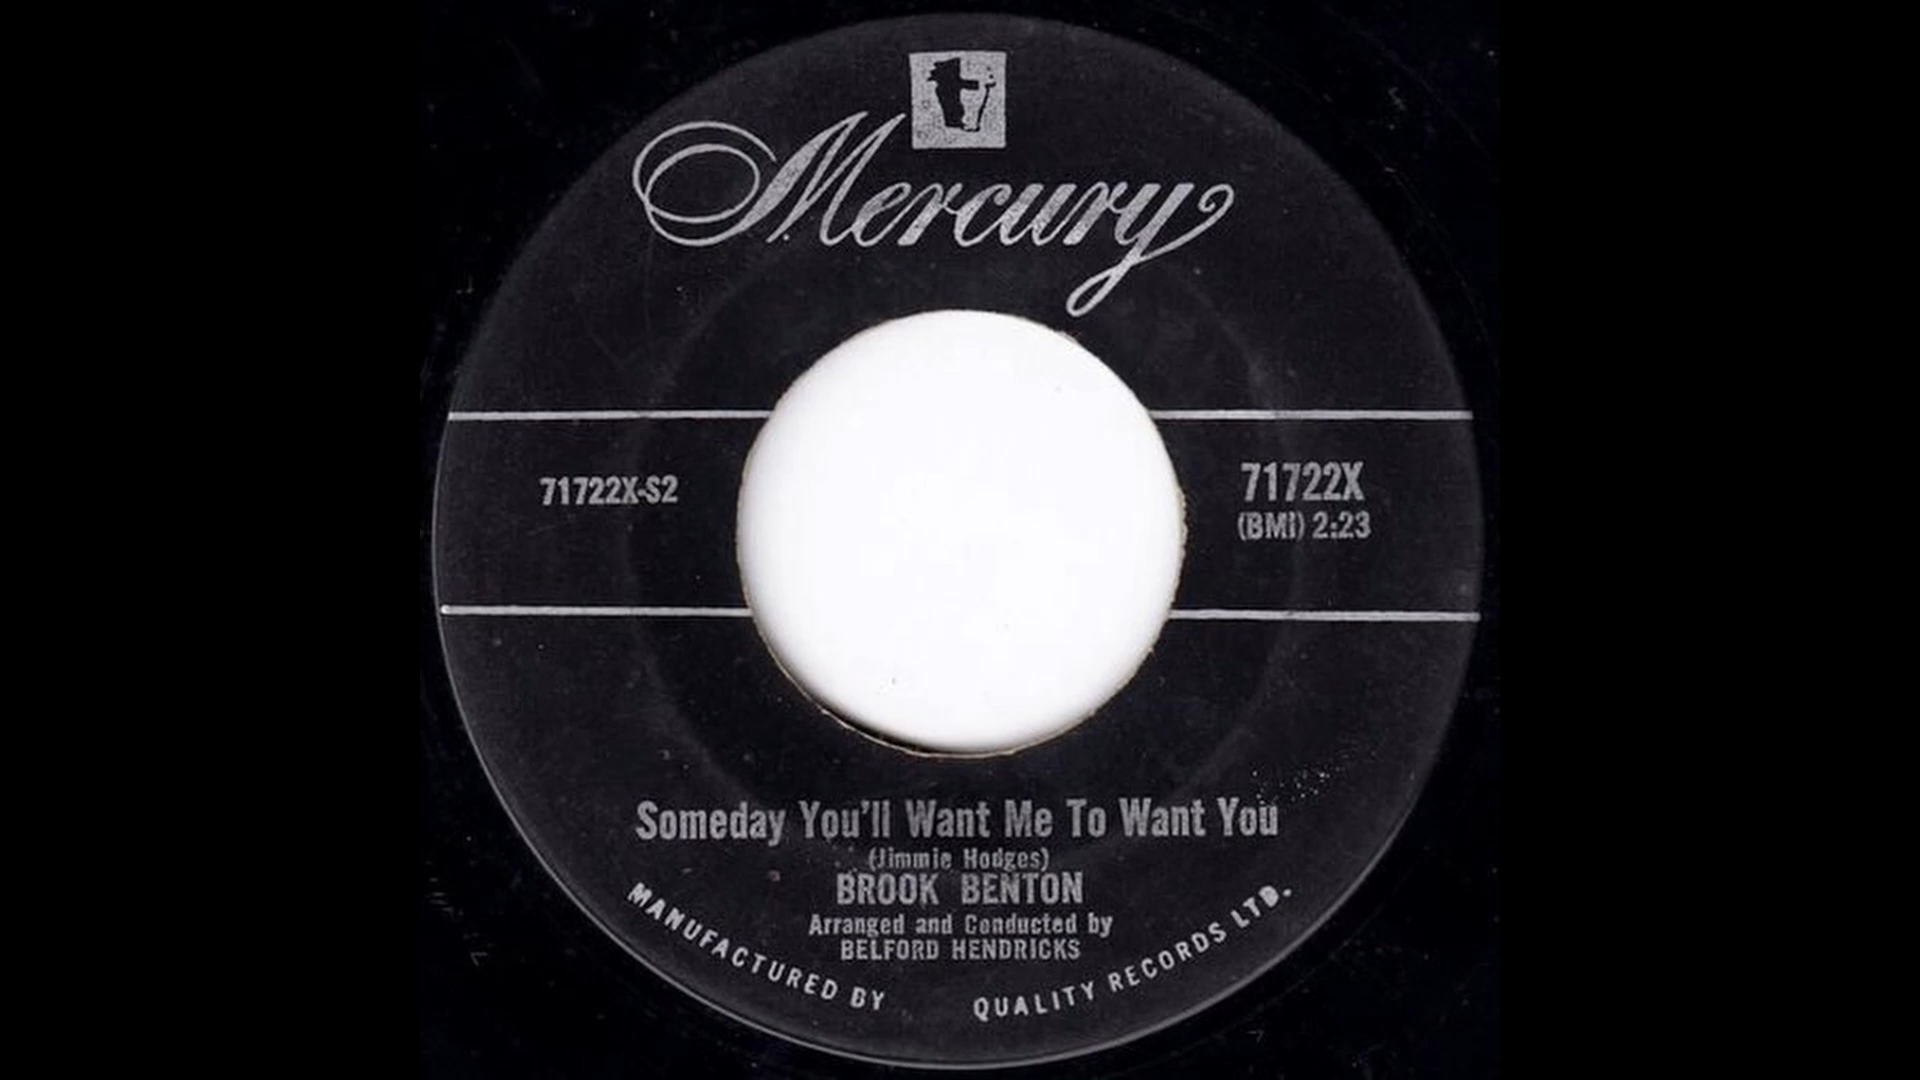 Mercury
71722X-S2
71722X
(BMI) 2:23
Someday You'll Want Me To Want You
(Jimmie Hodges)
BROOK BENTON
Arranged and Conducted by
BELFORD HENDRICKS
MANUFACTURED BY QUALITY RECORDS LTD.